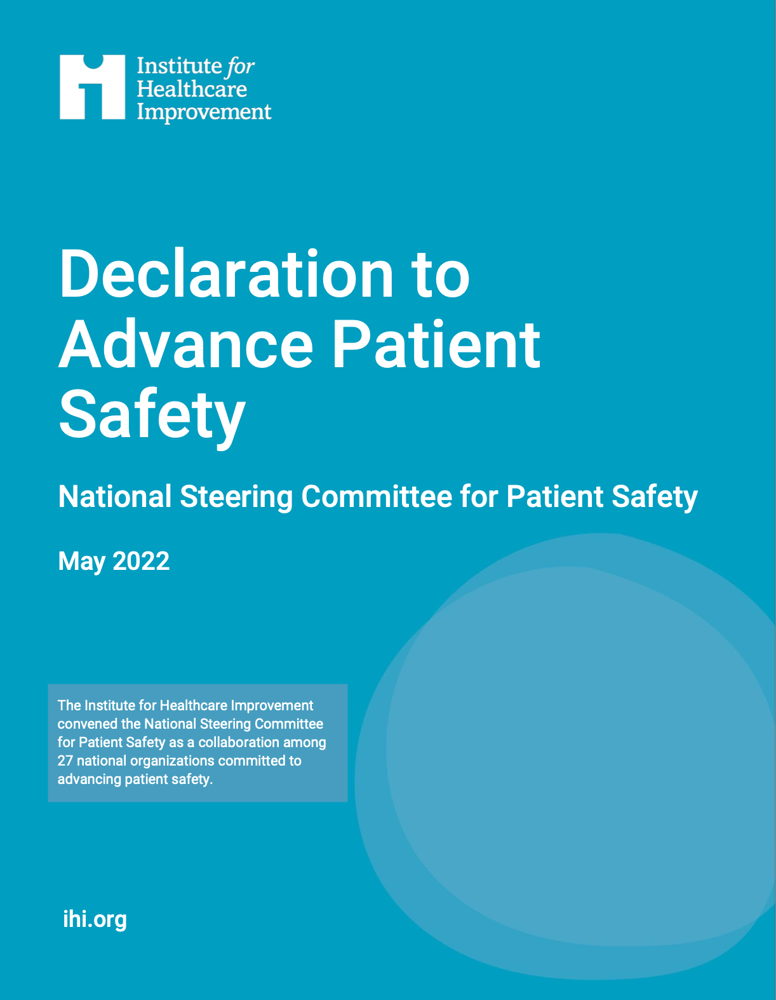 Institute for
Healthcare
Improvement
Declaration to
Advance Patient
Safety
National Steering Committee for Patient Safety
May 2022
The Institute for Healthcare Improvement
convened the National Steering Committee
for Patient Safety as a collaboration among
27 national organizations committed to
advancing patient safety.
ihi.org